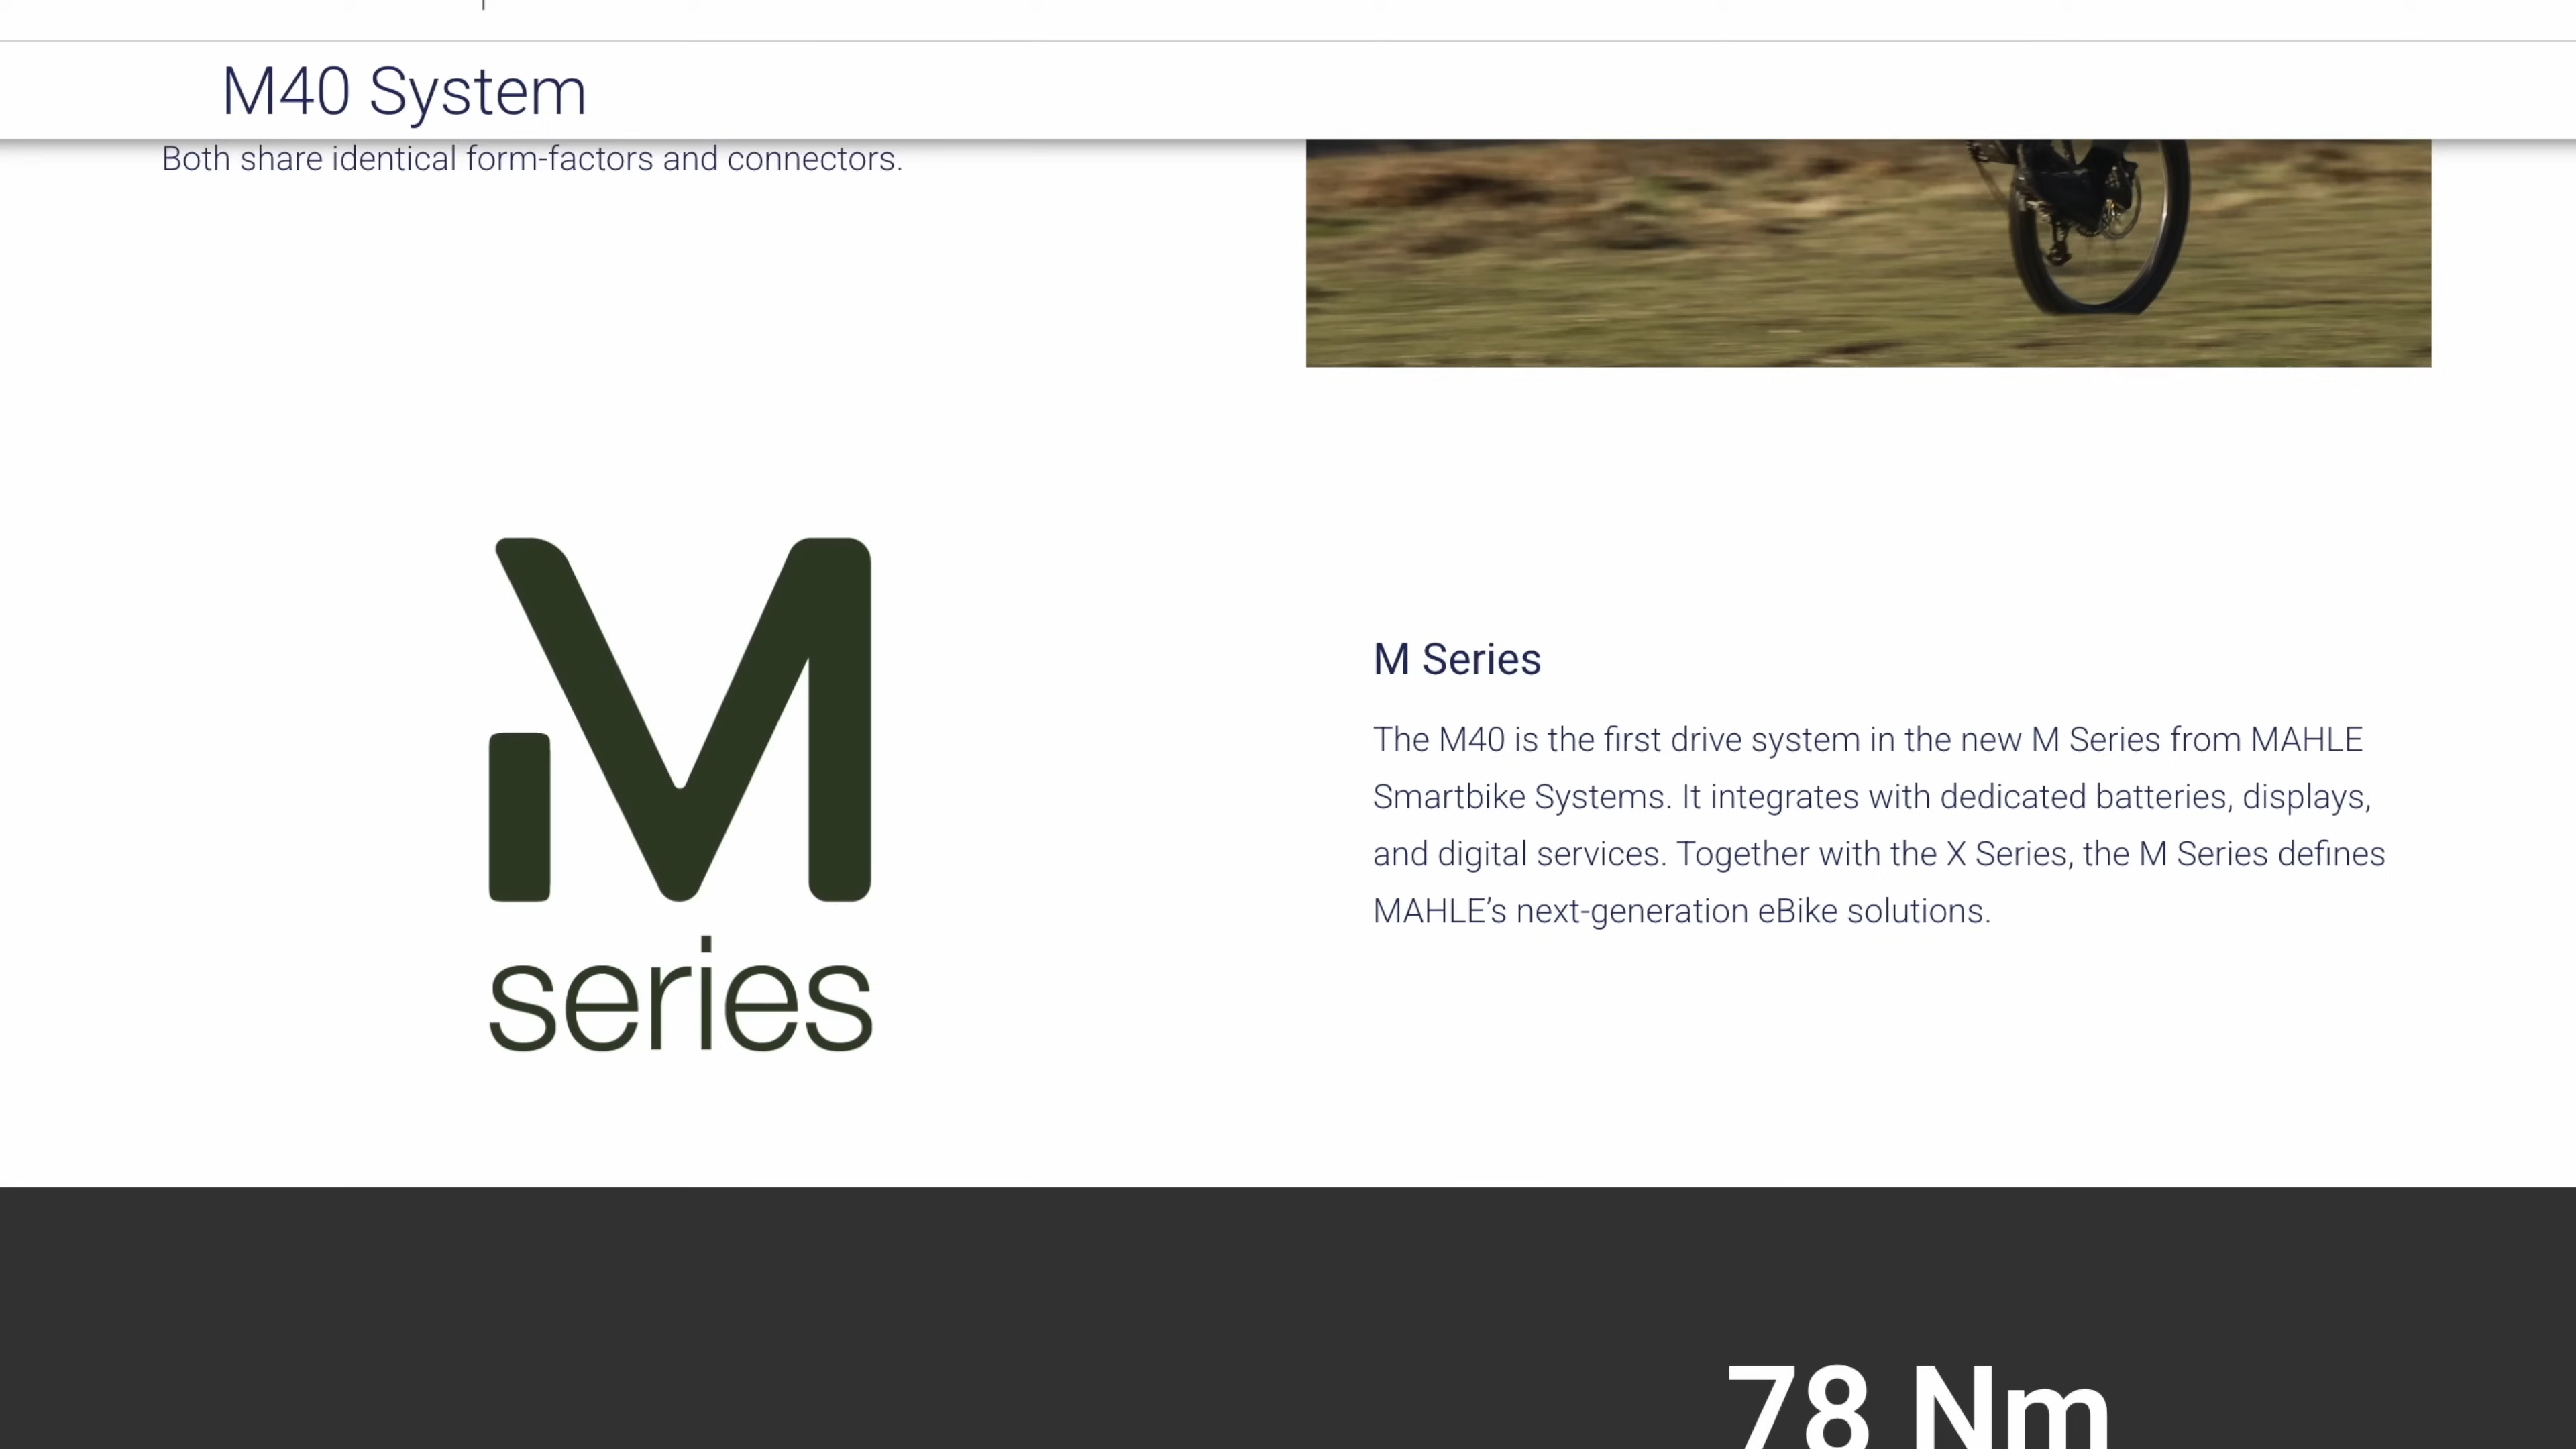 M40 System
Both share identical form-factors and connectors.
M
series
M Series
The M40 is the first drive system in the new M Series from MAHLE
Smartbike Systems. It integrates with dedicated batteries, displays,
and digital services. Together with the X Series, the M Series defines
MAHLE’s next-generation eBike solutions.
78 Nm